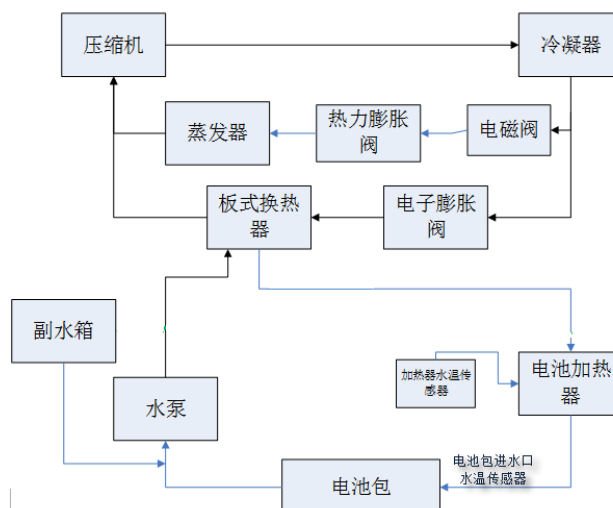 压缩机
冷凝器
蒸发器
热力膨胀
阀
电磁阀
板式换热
器
电子膨胀
阀
副水箱
水泵
加热器水温传
感器
电池加热
器
电池包进水口
水温传感器
电池包